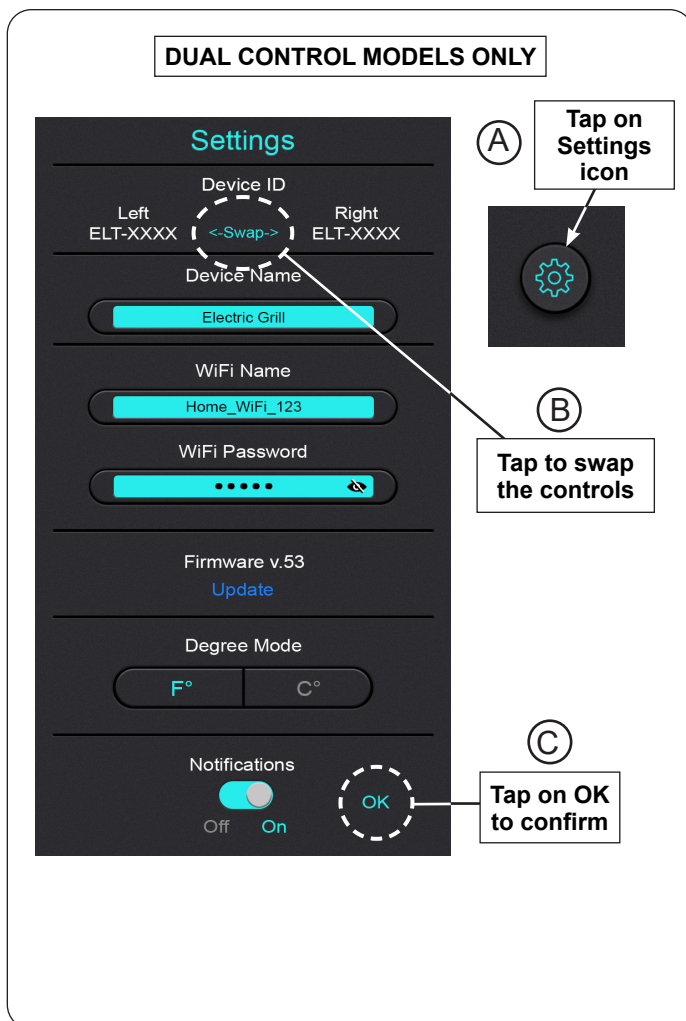 DUAL CONTROL MODELS ONLY
A
Tap on
Settings
icon
Settings
Device ID
Left
ELT-XXXX
<-Swap->
Right
ELT-XXXX
Device Name
Electric Grill
WiFi Name
Home_WiFi_123
B
Tap to swap
the controls
WiFi Password
•••••
Firmware v.53
Update
Degree Mode
F° C°
Notifications
Off On
OK
C
Tap on OK
to confirm